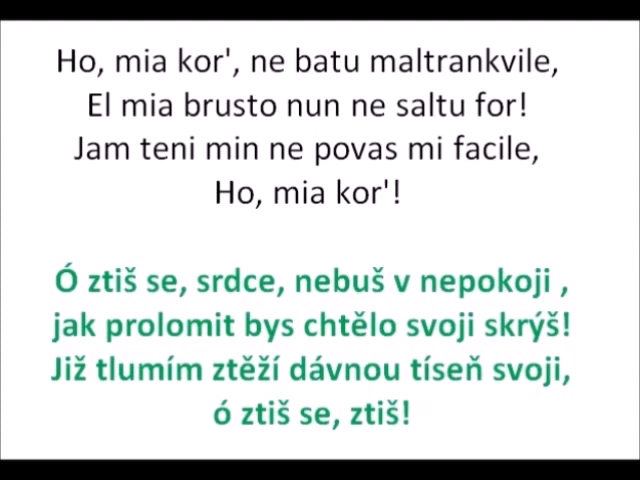 Ho, mia kor', ne batu maltrankvile,
El mia brusto nun ne saltu for!
Jam teni min ne povas mi facile,
Ho, mia kor'!
Ó ztiš se, srdce, nebuš v nepokoji ,
jak prolomit bys chtělo svoji skrýš!
Již tlumím ztěží dávnou tíseň svoji,
ó ztiš se, ztiš!